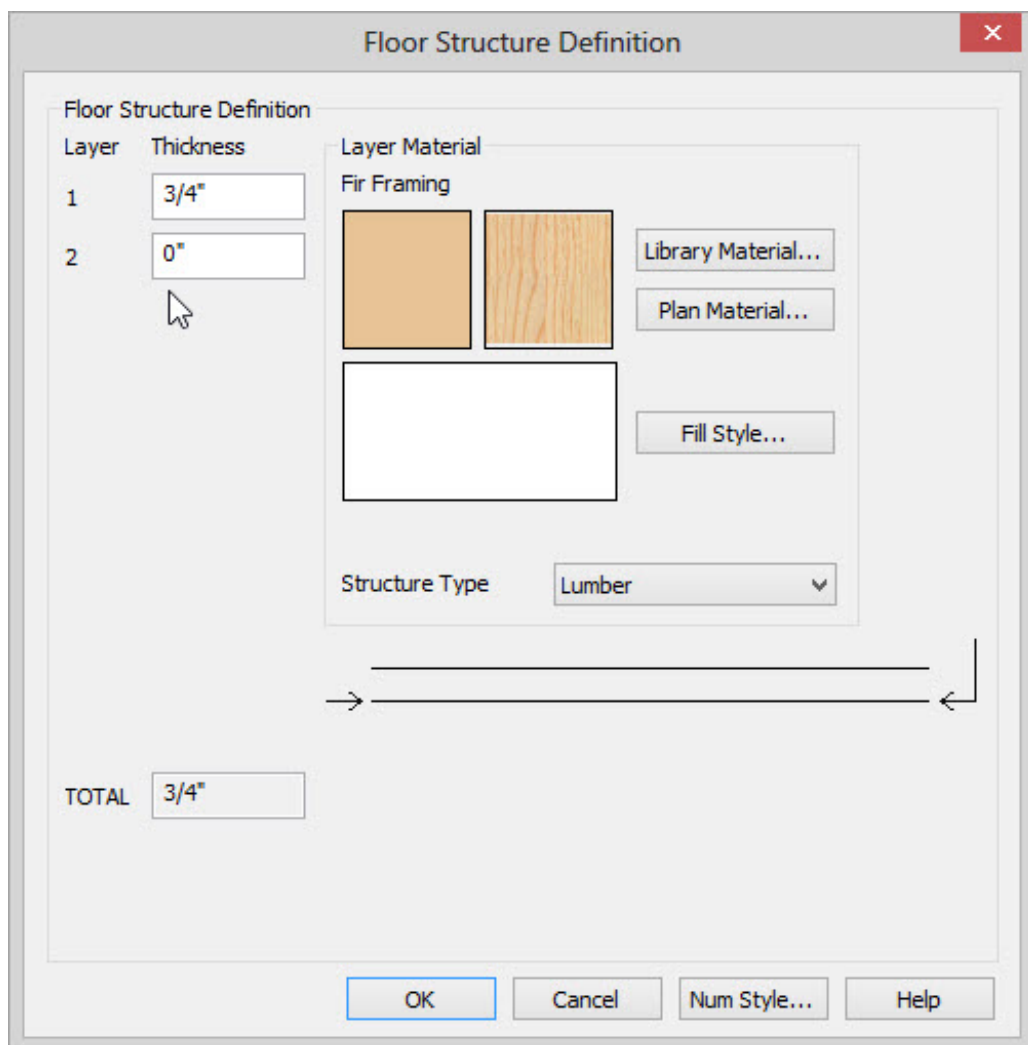 Floor Structure Definition
Floor Structure Definition
Layer Thickness
1 3/4"
2 0"
Layer Material
Fir Framing
Library Material...
Plan Material...
Fill Style...
Structure Type Lumber
TOTAL 3/4"
OK Cancel Num Style... Help